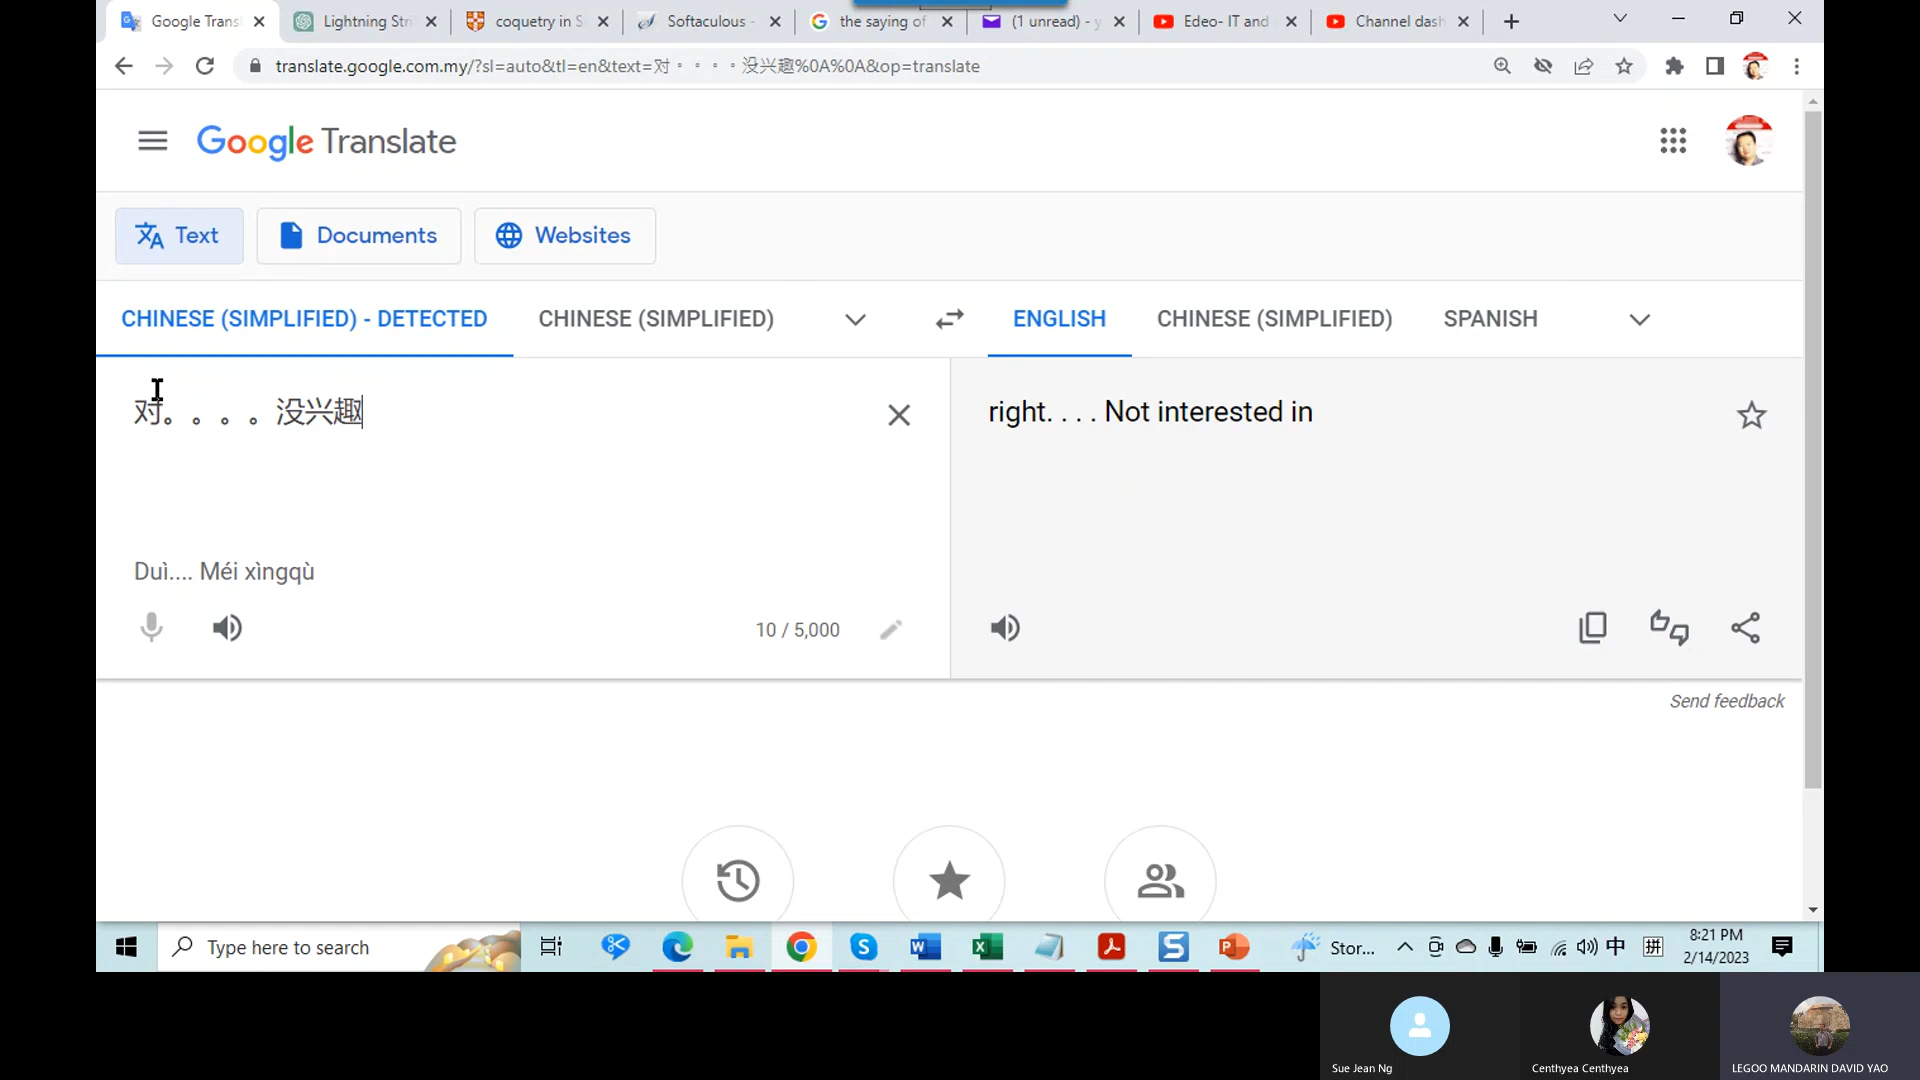 Google Trans
Lightning Str
coquetry in S
Softaculous -
the saying of
(1 unread) - y
Edeo- IT and
Channel dash
translate.google.com.my/?sl=auto&tl=en&text=对。。。。没兴趣%0A%0A&op=translate
Google Translate
Text
Documents
Websites
CHINESE (SIMPLIFIED) - DETECTED
CHINESE (SIMPLIFIED)
ENGLISH
CHINESE (SIMPLIFIED)
SPANISH
对。。。。没兴趣
right. . . . Not interested in
Duì.... Méi xìngqù
10 / 5,000
Send feedback
Type here to search
Stor...
中
拼
8:21 PM
2/14/2023
Sue Jean Ng
Centhyea Centhyea
LEGOO MANDARIN DAVID YAO